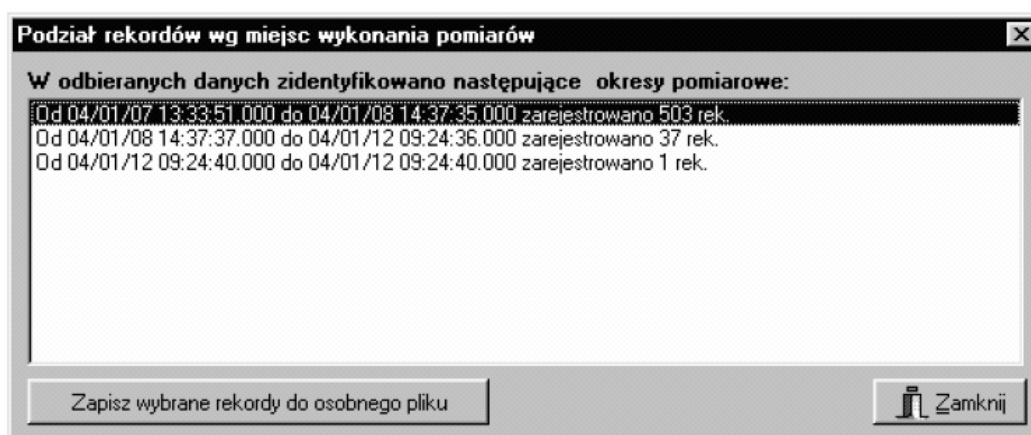 Podział rekordów wg miejsc wykonania pomiarów
W odbieranych danych zidentyfikowano następujące okresy pomiarowe:
Od 04/01/07 13:33:51.000 do 04/01/08 14:37:35.000 zarejestrowano 503 rek.
Od 04/01/08 14:37:37.000 do 04/01/12 09:24:36.000 zarejestrowano 37 rek.
Od 04/01/12 09:24:40.000 do 04/01/12 09:24:40.000 zarejestrowano 1 rek.
Zapisz wybrane rekordy do osobnego pliku
Zamknij